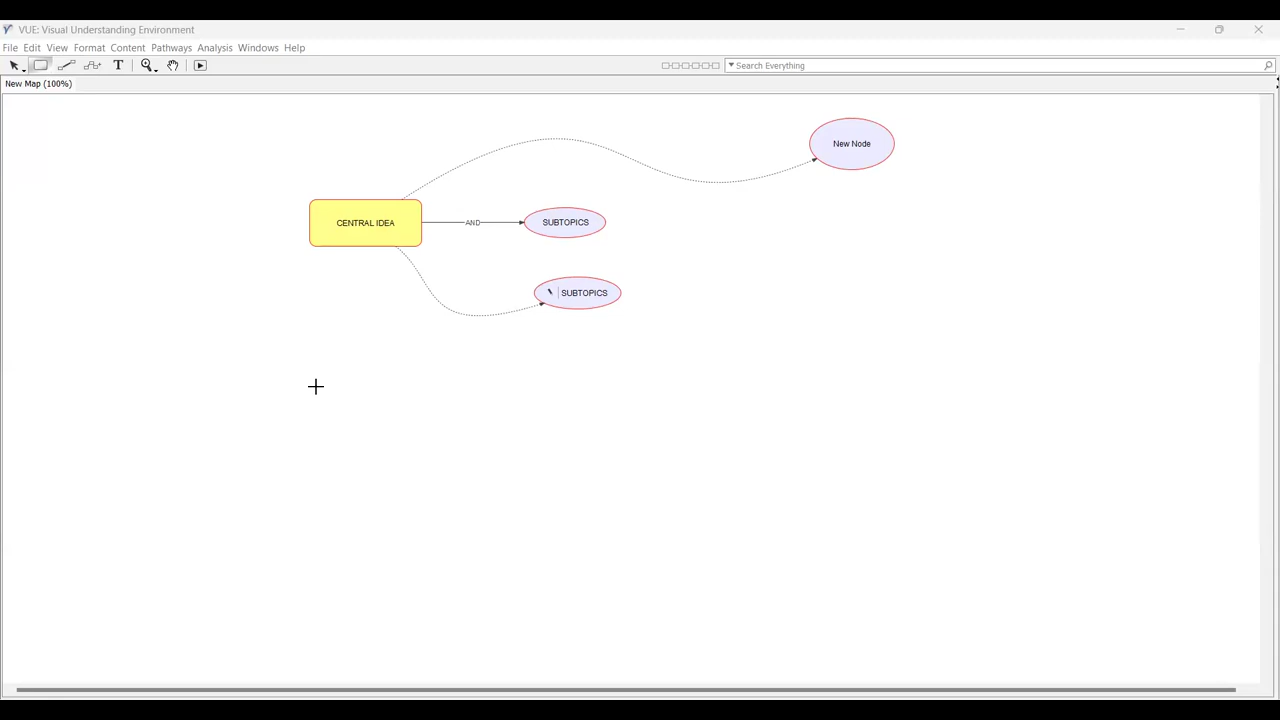 VUE: Visual Understanding Environment
File Edit View Format Content Pathways Analysis Windows Help
T
Search Everything
New Map (100%)
New Node
CENTRAL IDEA
AND
SUBTOPICS
SUBTOPICS